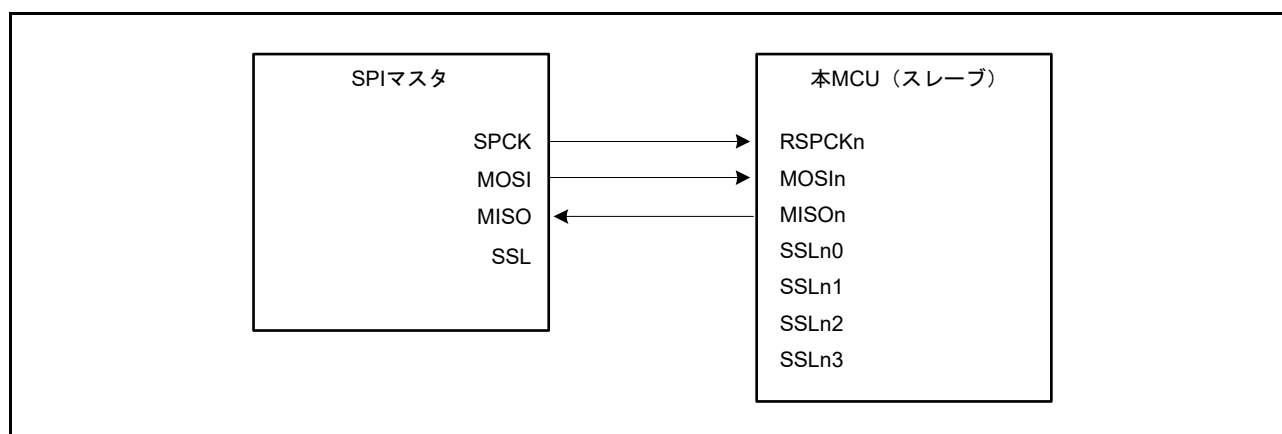 SPIマスタ
SPCK
MOSI
MISO
SSL
本MCU（スレーブ）
RSPCKn
MOSIn
MISOn
SSLn0
SSLn1
SSLn2
SSLn3